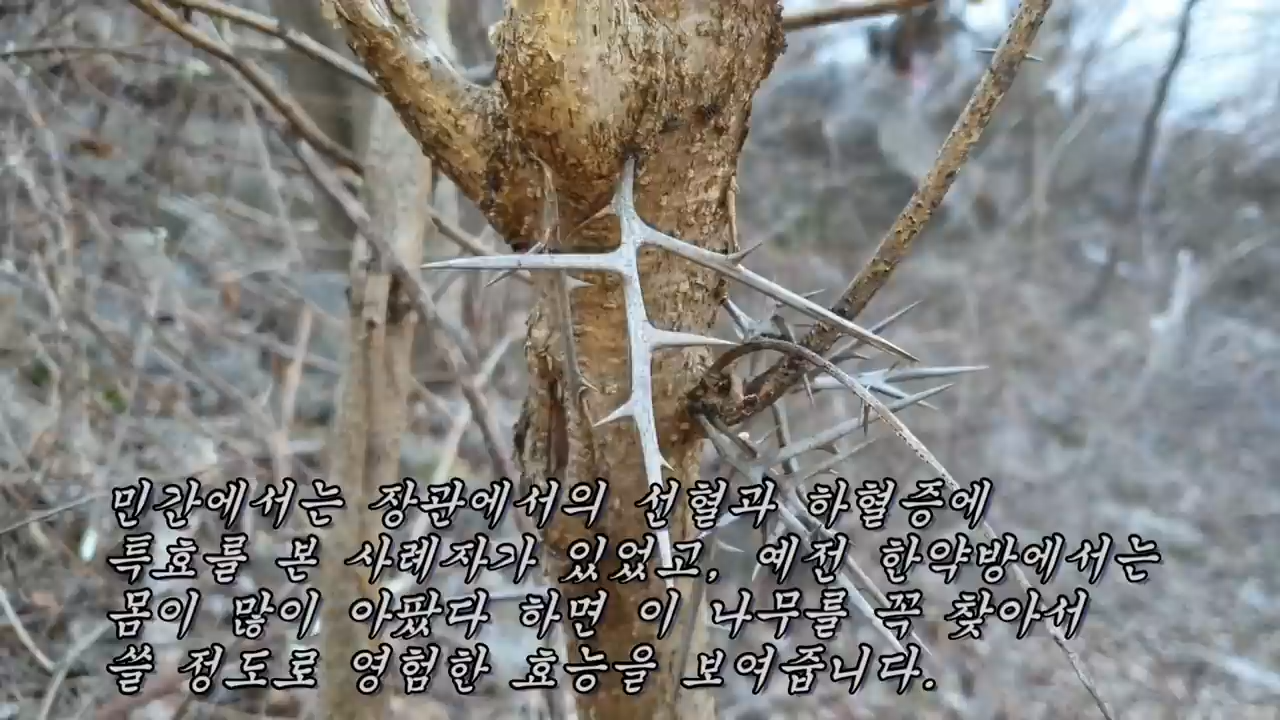 민간에서는 장관에서의 선혈과 하혈증에
특효를 본 사례자가 있었고, 예전 한약방에서는
몸이 많이 아팠다 하면 이 나무를 꼭 찾아서
쓸 정도로 영험한 효능을 보여줍니다.